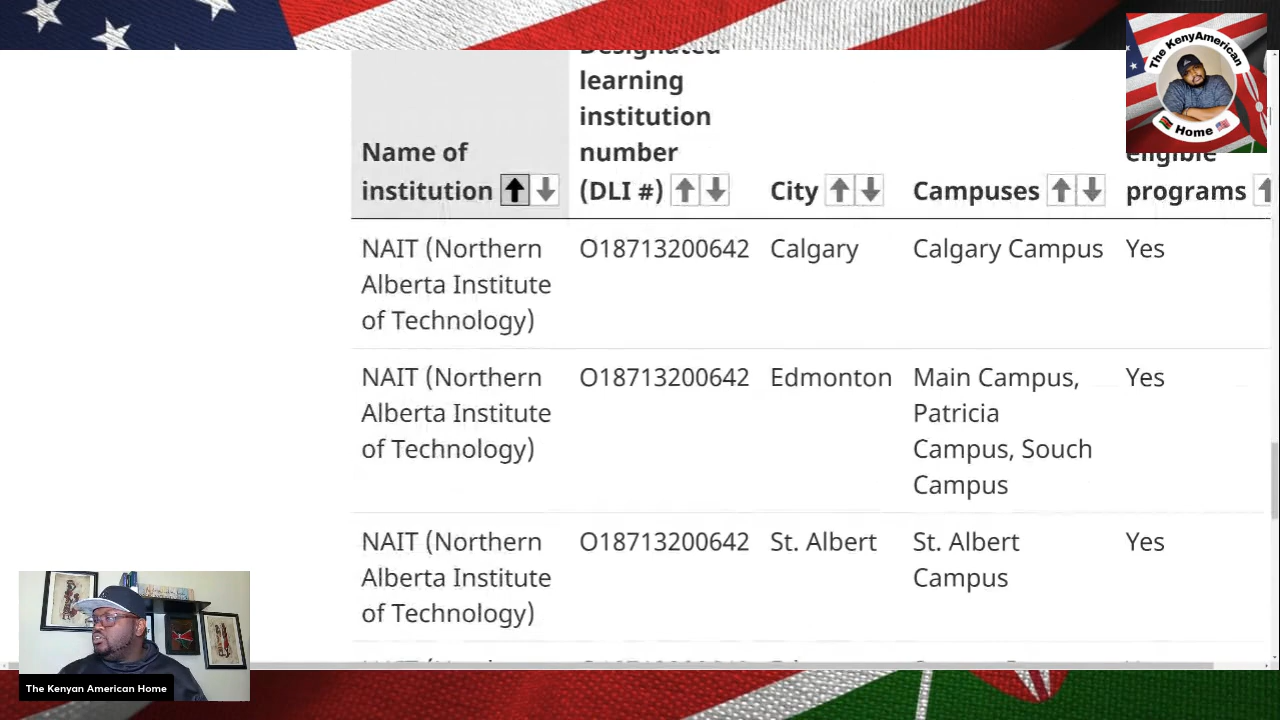 Designated
learning
institution
number
(DLI #)
Name of
institution
City
Campuses
eligible
programs
NAIT (Northern
Alberta Institute
of Technology)
O18713200642
Calgary
Calgary Campus
Yes
NAIT (Northern
Alberta Institute
of Technology)
O18713200642
Edmonton
Main Campus,
Patricia
Campus, Souch
Campus
Yes
NAIT (Northern
Alberta Institute
of Technology)
O18713200642
St. Albert
St. Albert
Campus
Yes
The KenyAmerican
Home
The Kenyan American Home